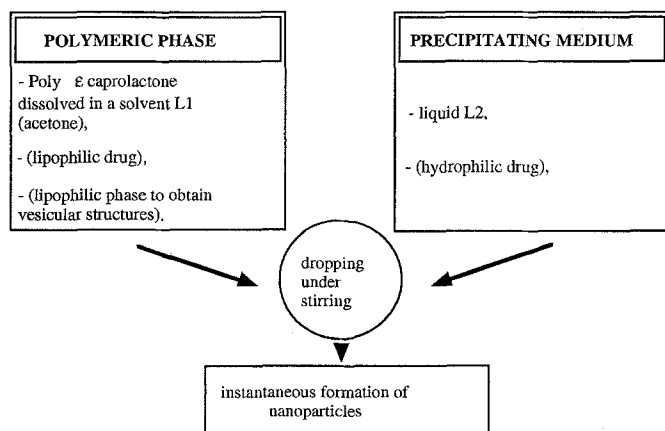 POLYMERIC PHASE
- Poly ε caprolactone
dissolved in a solvent L1
(acetone),
- (lipophilic drug),
- (lipophilic phase to obtain
vesicular structures).
PRECIPITATING MEDIUM
- liquid L2,
- (hydrophilic drug),
dropping
under
stirring
instantaneous formation of
nanoparticles